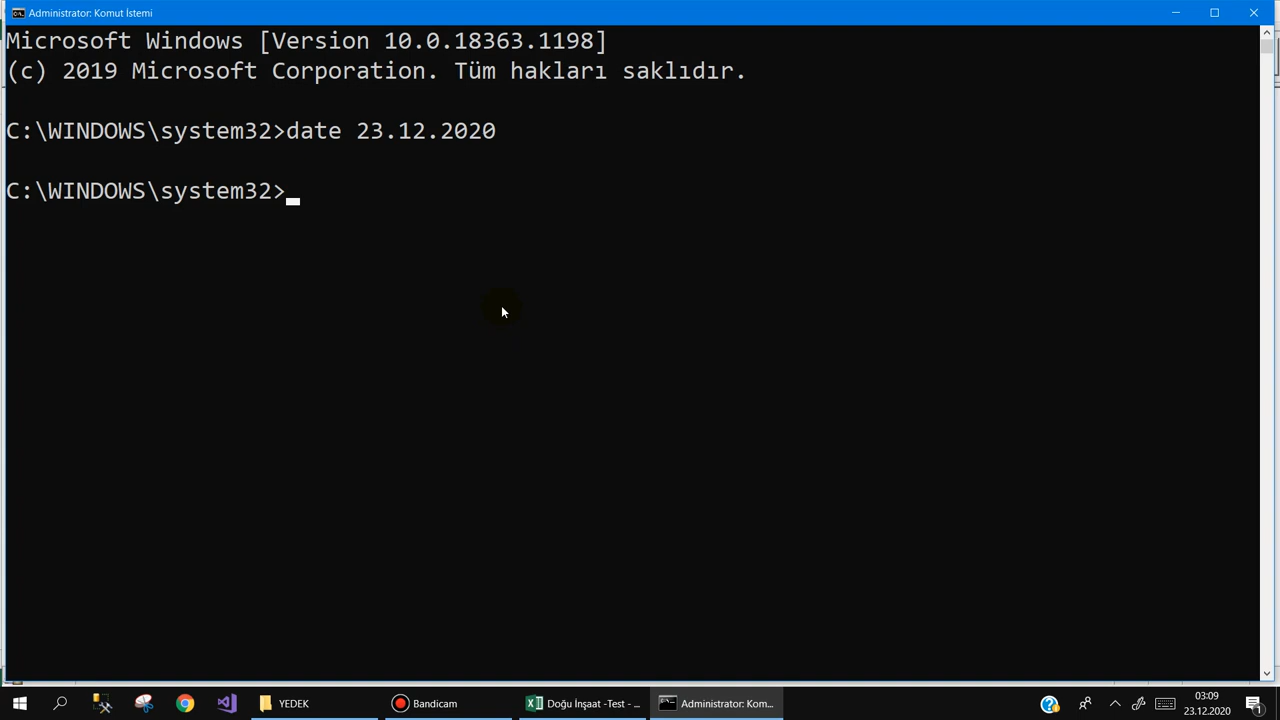 Administrator: Komut İstemi
Microsoft Windows [Version 10.0.18363.1198]
(c) 2019 Microsoft Corporation. Tüm hakları saklıdır.
C:\WINDOWS\system32>date 23.12.2020
C:\WINDOWS\system32>
YEDEK
Bandicam
Doğu İnşaat -Test - ...
Administrator: Kom...
03:09
23.12.2020
1